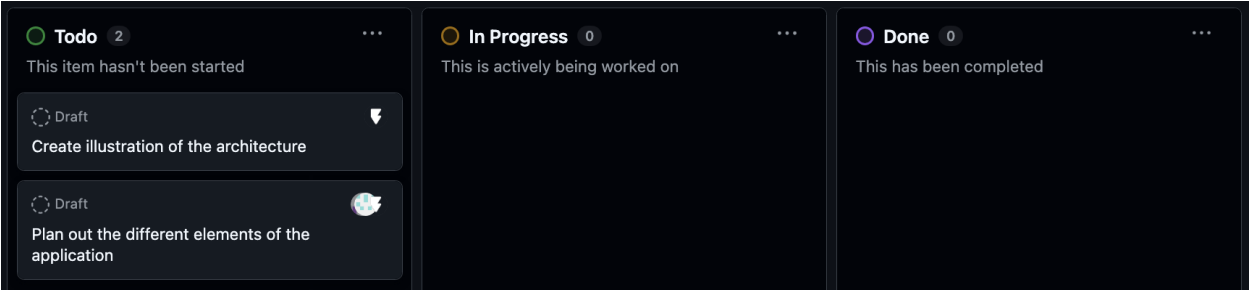 Todo 2
This item hasn't been started
Draft
Create illustration of the architecture
Draft
Plan out the different elements of the
application
In Progress 0
This is actively being worked on
Done 0
This has been completed